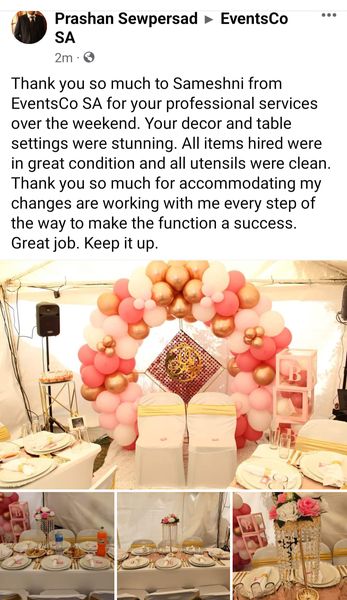 Prashan Sewpersad ▸ EventsCo
SA
2m ·
Thank you so much to Sameshni from
EventsCo SA for your professional services
over the weekend. Your decor and table
settings were stunning. All items hired were
in great condition and all utensils were clean.
Thank you so much for accommodating my
changes are working with me every step of
the way to make the function a success.
Great job. Keep it up.
B